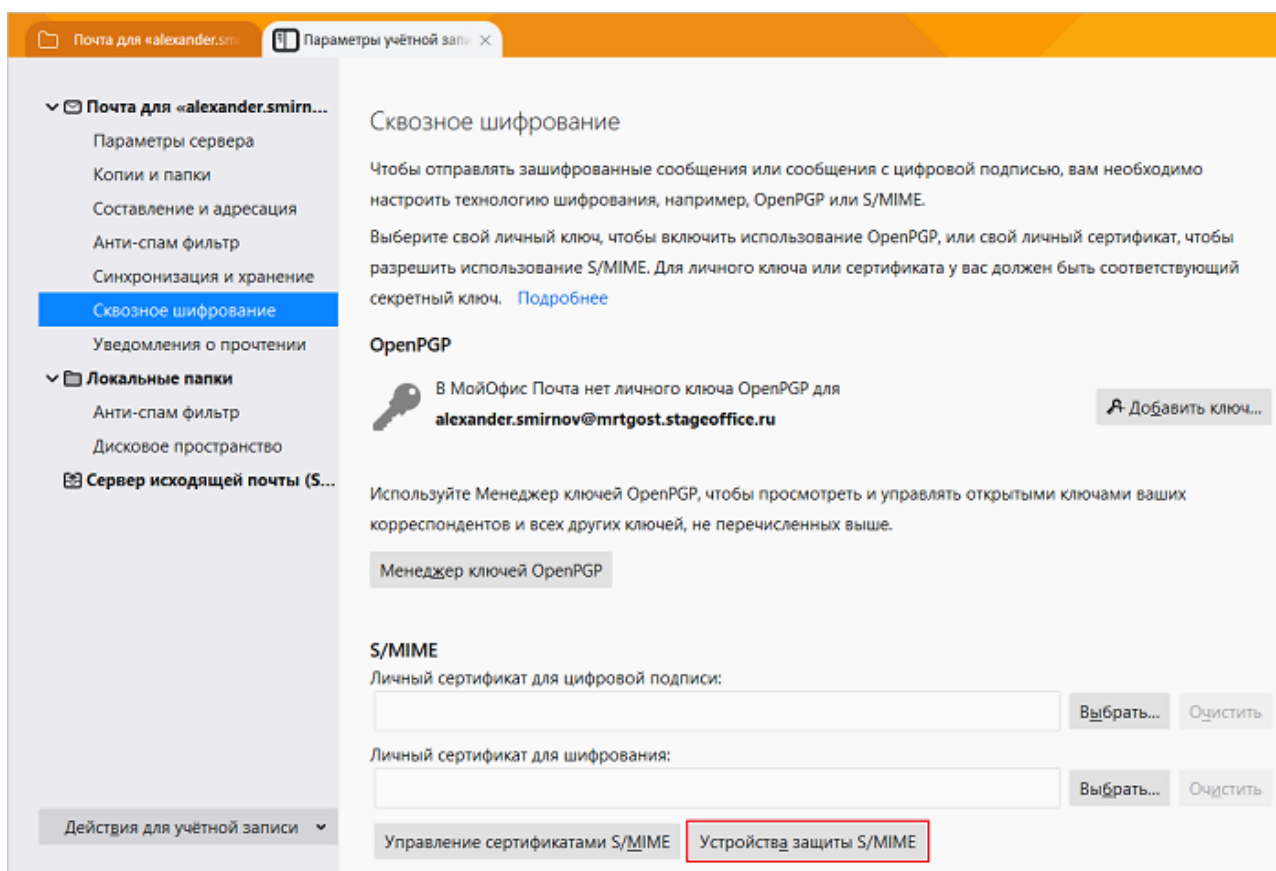 Почта для «alexander.sm
Параметры учётной запи
Почта для «alexander.smirn...
Параметры сервера
Копии и папки
Составление и адресация
Анти-спам фильтр
Синхронизация и хранение
Сквозное шифрование
Уведомления о прочтении
Локальные папки
Анти-спам фильтр
Дисковое пространство
Сервер исходящей почты (S...
Действия для учётной записи
Сквозное шифрование
Чтобы отправлять зашифрованные сообщения или сообщения с цифровой подписью, вам необходимо
настроить технологию шифрования, например, OpenPGP или S/MIME.
Выберите свой личный ключ, чтобы включить использование OpenPGP, или свой личный сертификат, чтобы
разрешить использование S/MIME. Для личного ключа или сертификата у вас должен быть соответствующий
секретный ключ. Подробнее
OpenPGP
В МойОфис Почта нет личного ключа OpenPGP для
alexander.smirnov@mrtgost.stageoffice.ru
Добавить ключ...
Используйте Менеджер ключей OpenPGP, чтобы просмотреть и управлять открытыми ключами ваших
корреспондентов и всех других ключей, не перечисленных выше.
Менеджер ключей OpenPGP
S/MIME
Личный сертификат для цифровой подписи:
Выбрать... Очистить
Личный сертификат для шифрования:
Выбрать... Очистить
Управление сертификатами S/MIME Устройства защиты S/MIME